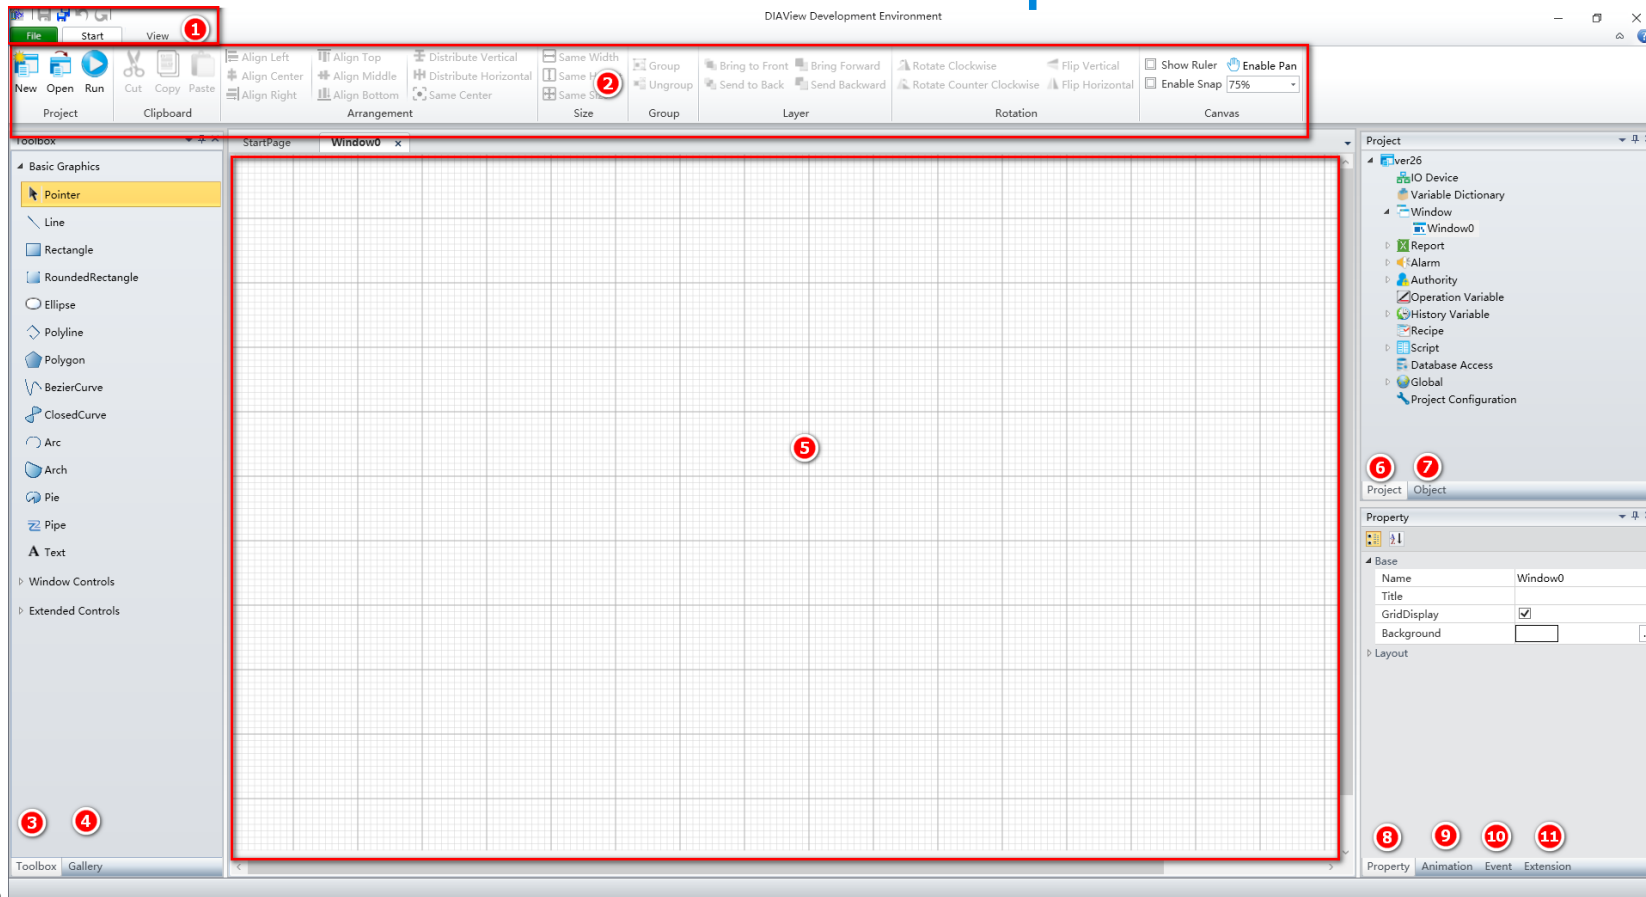 DIAView Development Environment
File Start View 1
Align Left Align Top Distribute Vertical Same Width
Group Bring to Front Bring Forward Rotate Clockwise Flip Vertical Show Ruler Enable Pan
Align Center Align Middle Distribute Horizontal Same H 2
New Open Run Cut Copy Paste Ungroup Send to Back Send Backward Rotate Counter Clockwise Flip Horizontal Enable Snap 75%
Align Right Align Bottom Same Center Same
Project Clipboard Arrangement Size Group Layer Rotation Canvas
Toolbox
StartPage Window0 x
Basic Graphics
Pointer
Line
Rectangle
RoundedRectangle
Ellipse
Polyline
Polygon
BezierCurve
ClosedCurve
Arc
Arch
Pie
Pipe
A Text
Window Controls
Extended Controls
3 4
Toolbox Gallery
5
Project
ver26
IO Device
Variable Dictionary
Window
Window0
Report
Alarm
Authority
Operation Variable
History Variable
Recipe
Script
Database Access
Global
Project Configuration
6 7
Project Object
Property
Base
Name Window0
Title
GridDisplay
Background
Layout
8 9 10 11
Property Animation Event Extension